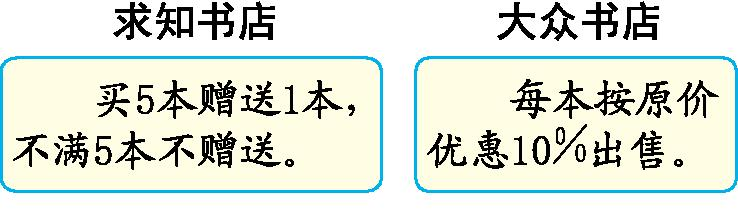 求知书店
买5本赠送1本，
不满5本不赠送。
大众书店
每本按原价
优惠10%出售。